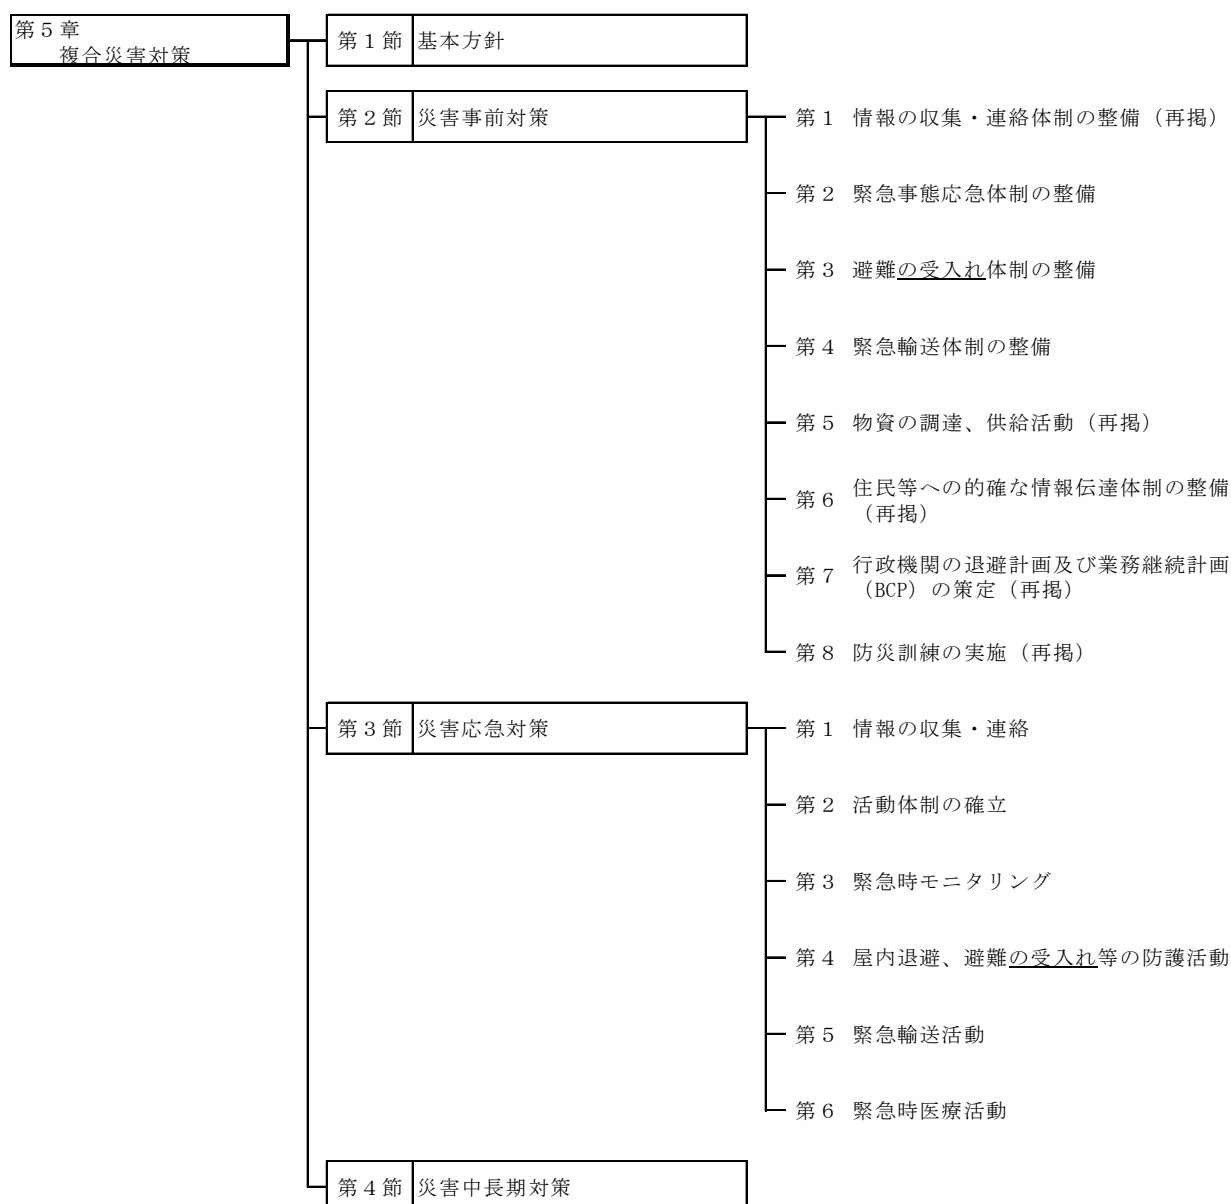 第５章
複合災害対策
第１節 基本方針
第２節 災害事前対策
第１ 情報の収集・連絡体制の整備（再掲）
第２ 緊急事態応急体制の整備
第３ 避難の受入れ体制の整備
第４ 緊急輸送体制の整備
第５ 物資の調達、供給活動（再掲）
第６ 住民等への的確な情報伝達体制の整備
（再掲）
第７ 行政機関の退避計画及び業務継続計画
（BCP）の策定（再掲）
第８ 防災訓練の実施（再掲）
第３節 災害応急対策
第１ 情報の収集・連絡
第２ 活動体制の確立
第３ 緊急時モニタリング
第４ 屋内退避、避難の受入れ等の防護活動
第５ 緊急輸送活動
第６ 緊急時医療活動
第４節 災害中長期対策